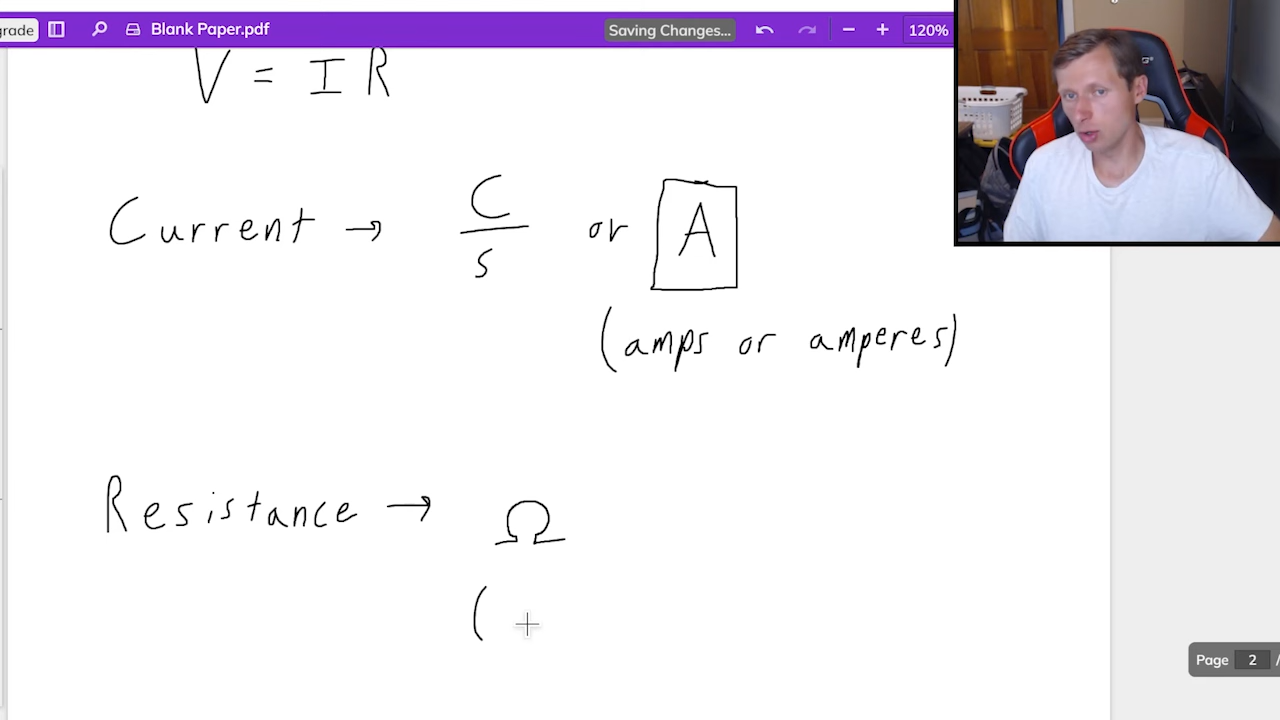 grade Blank Paper.pdf Saving Changes... 120%
V = I R
Current → C/s or A
(amps or amperes)
Resistance → Ω
(
Page 2 /